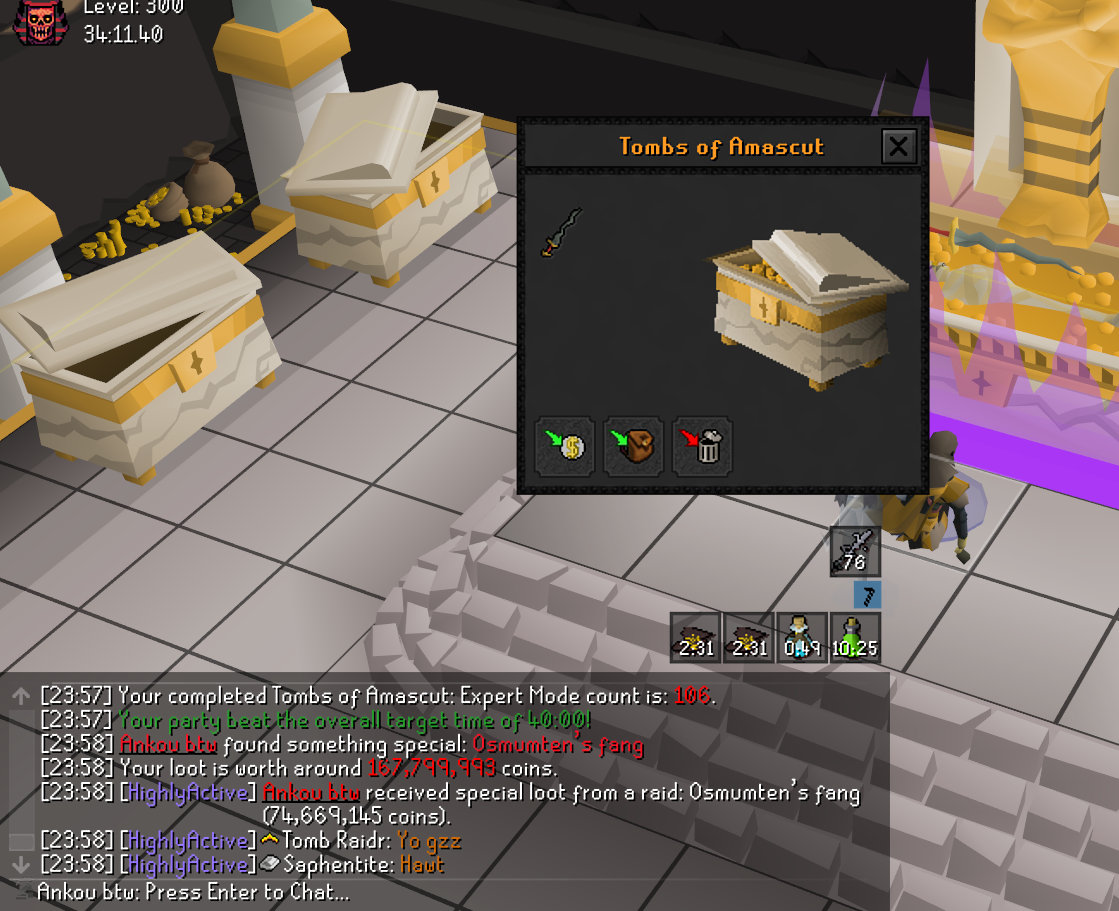 Level: 300
34:11.40
Tombs of Amascut
76
7
2:31 2:31 0:49 10:25
[23:57] Your completed Tombs of Amascut: Expert Mode count is: 106.
[23:57] Your party beat the overall target time of 40:00!
[23:58] Ankou btw found something special: Osmumten's fang
[23:58] Your loot is worth around 167,799,993 coins.
[23:58] [HighlyActive] Ankou btw received special loot from a raid: Osmumten's fang
(74,669,145 coins).
[23:58] [HighlyActive] Tomb Raidr: Yo gzz
[23:58] [HighlyActive] Saphentite: Hawt
Ankou btw: Press Enter to Chat...